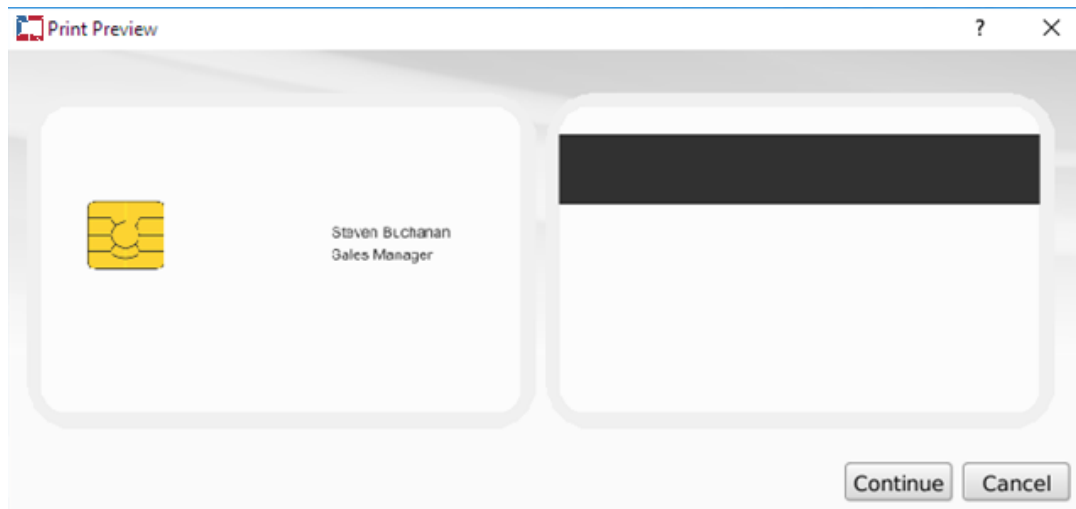 Print Preview
?
Steven Buchanan
Sales Manager
Continue
Cancel